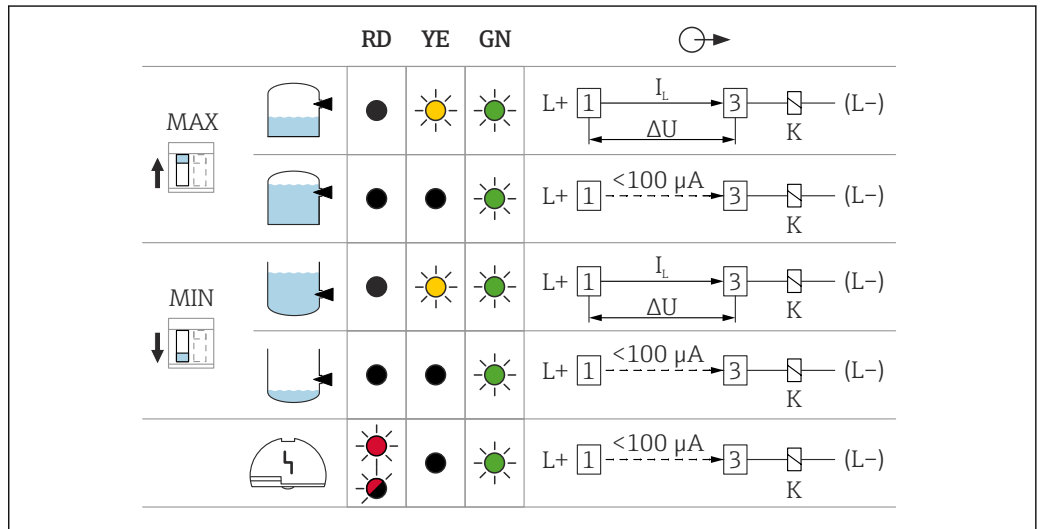 RD YE GN
MAX
L+ 1 I_L 3 (L–)
ΔU K
L+ 1 <100 µA 3 (L–)
K
MIN
L+ 1 I_L 3 (L–)
ΔU K
L+ 1 <100 µA 3 (L–)
K
L+ 1 <100 µA 3 (L–)
K